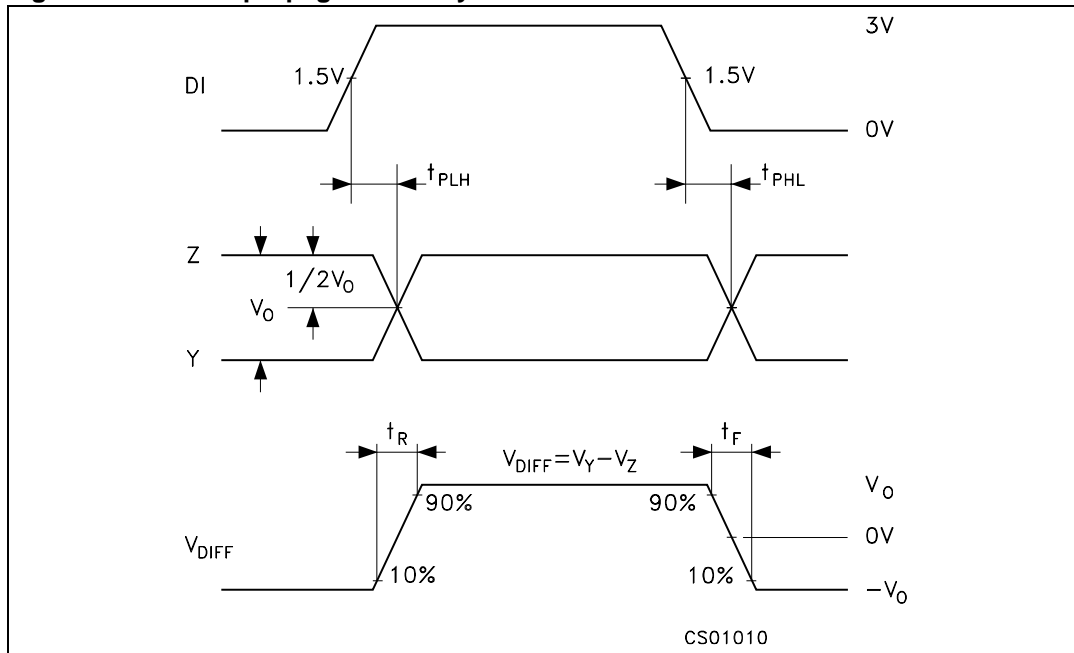 3V
DI
1.5V
1.5V
0V
tPLH
tPHL
Z
1/2VO
VO
Y
tR
tF
VDIFF=VY-VZ
VO
90%
90%
0V
VDIFF
10%
10%
-VO
CS01010